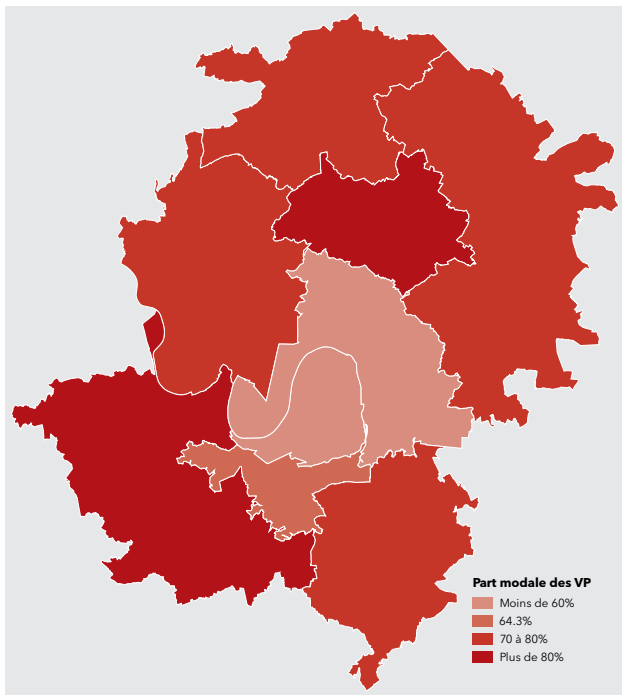 Part modale des VP
Moins de 60%
64.3%
70 à 80%
Plus de 80%